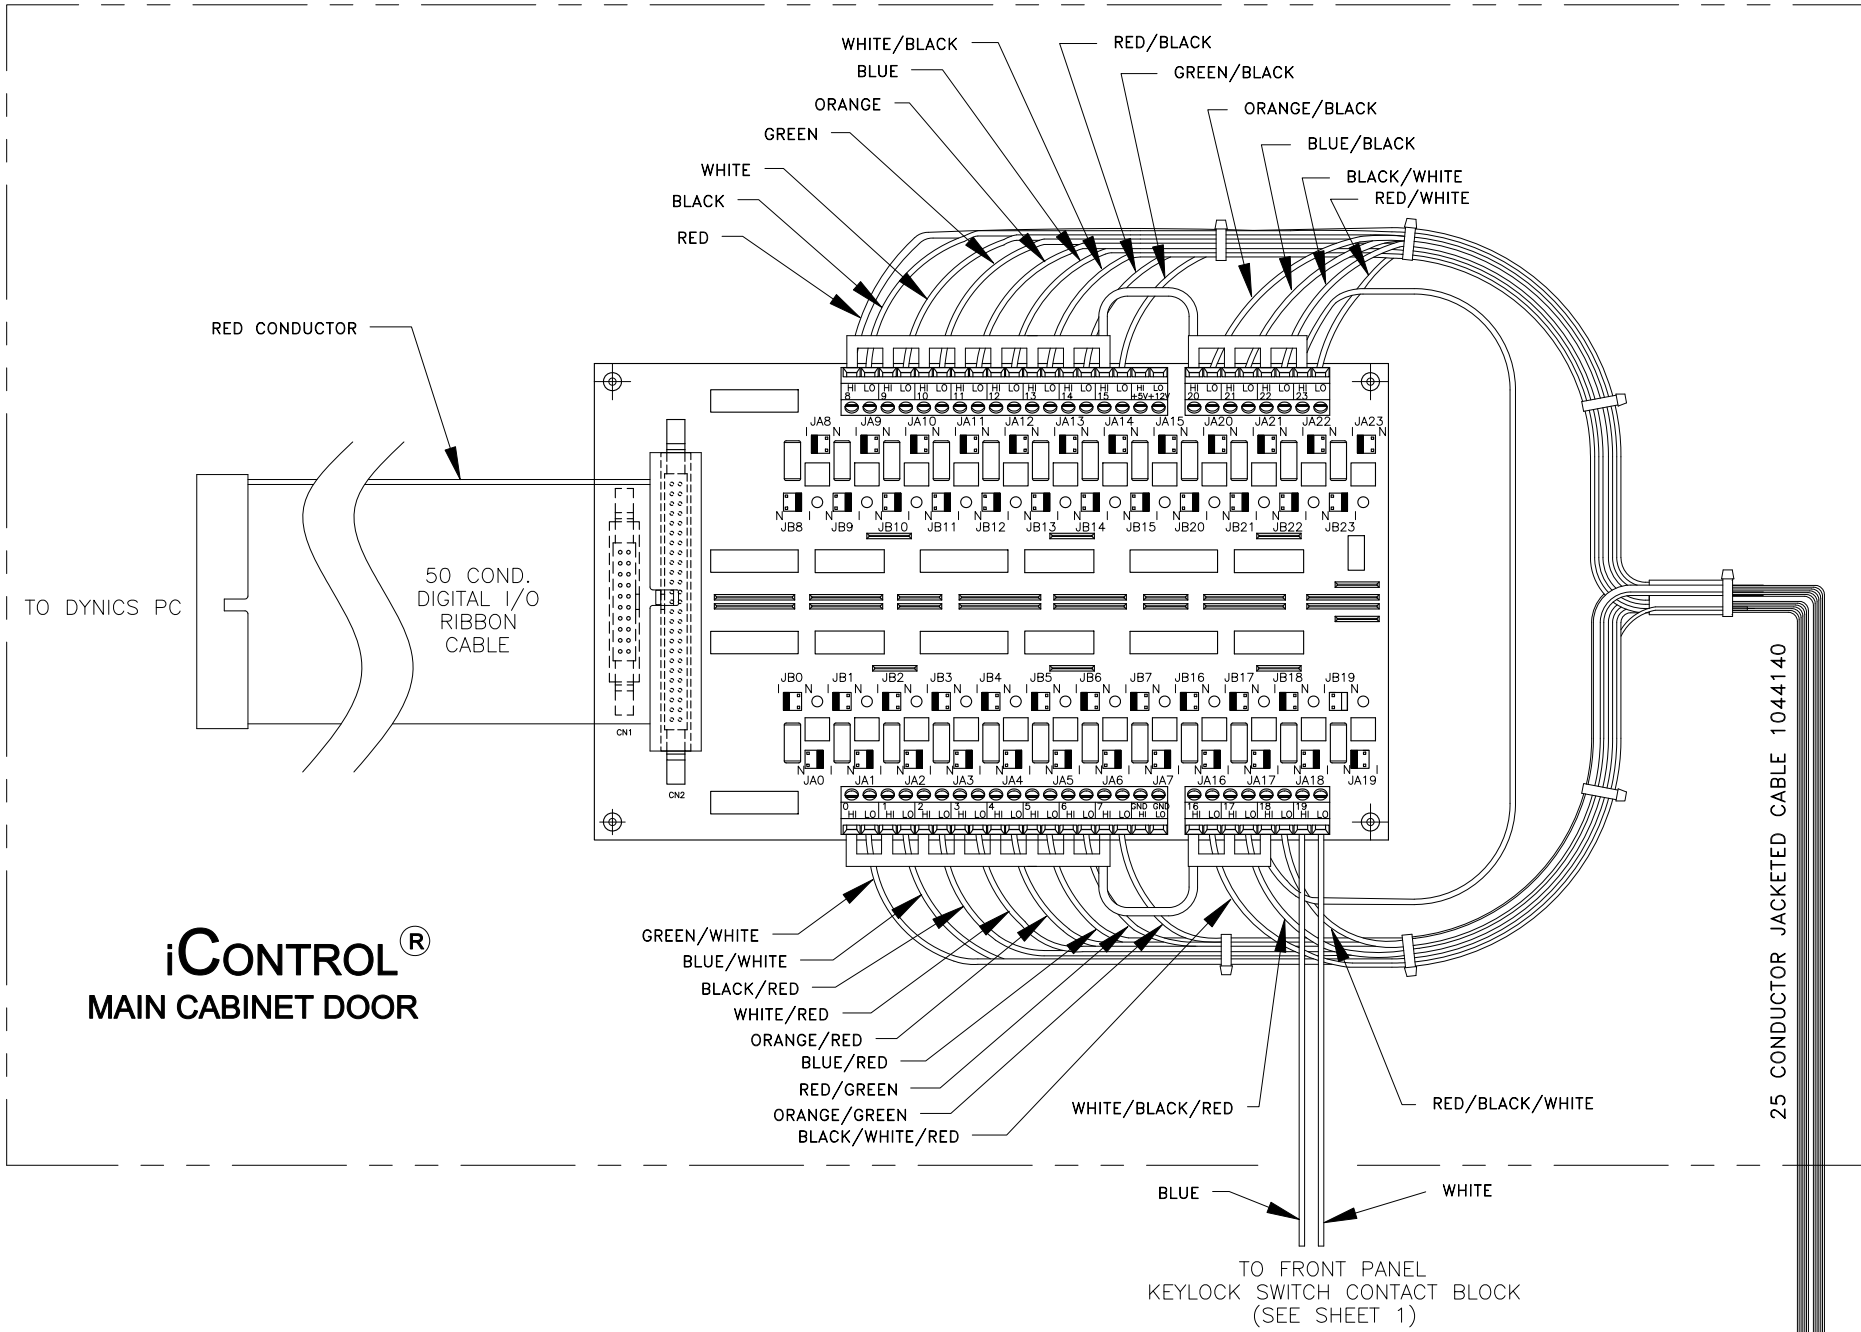 WHITE/BLACK
BLUE
ORANGE
GREEN
WHITE
BLACK
RED
RED/BLACK
GREEN/BLACK
ORANGE/BLACK
BLUE/BLACK
BLACK/WHITE
RED/WHITE
RED CONDUCTOR
TO DYNICS PC
50 COND.
DIGITAL I/O
RIBBON
CABLE
HI LO HI LO HI LO HI LO HI LO HI LO HI LO HI LO HI LO
8 9 10 11 12 13 14 15 +5V +12V
HI LO HI LO HI LO HI LO
20 21 22 23
JA8 JA9 JA10 JA11 JA12 JA13 JA14 JA15 JA20 JA21 JA22 JA23
I N I N I N I N I N I N I N I N I N I N I N I N
N I N I N I N I N I N I N I N I N I N I N I N I
JB8 JB9 JB10 JB11 JB12 JB13 JB14 JB15 JB20 JB21 JB22 JB23
JB0 JB1 JB2 JB3 JB4 JB5 JB6 JB7 JB16 JB17 JB18 JB19
I N I N I N I N I N I N I N I N I N I N I N I N
N I N I N I N I N I N I N I N I N I N I N I N I
JA0 JA1 JA2 JA3 JA4 JA5 JA6 JA7 JA16 JA17 JA18 JA19
CN1
CN2
0 1 2 3 4 5 6 7 GND GND
HI LO HI LO HI LO HI LO HI LO HI LO HI LO HI LO HI LO
16 17 18 19
HI LO HI LO HI LO HI LO
iCONTROL®
MAIN CABINET DOOR
GREEN/WHITE
BLUE/WHITE
BLACK/RED
WHITE/RED
ORANGE/RED
BLUE/RED
RED/GREEN
ORANGE/GREEN
BLACK/WHITE/RED
WHITE/BLACK/RED
RED/BLACK/WHITE
25 CONDUCTOR JACKETED CABLE 1044140
BLUE
WHITE
TO FRONT PANEL
KEYLOCK SWITCH CONTACT BLOCK
(SEE SHEET 1)